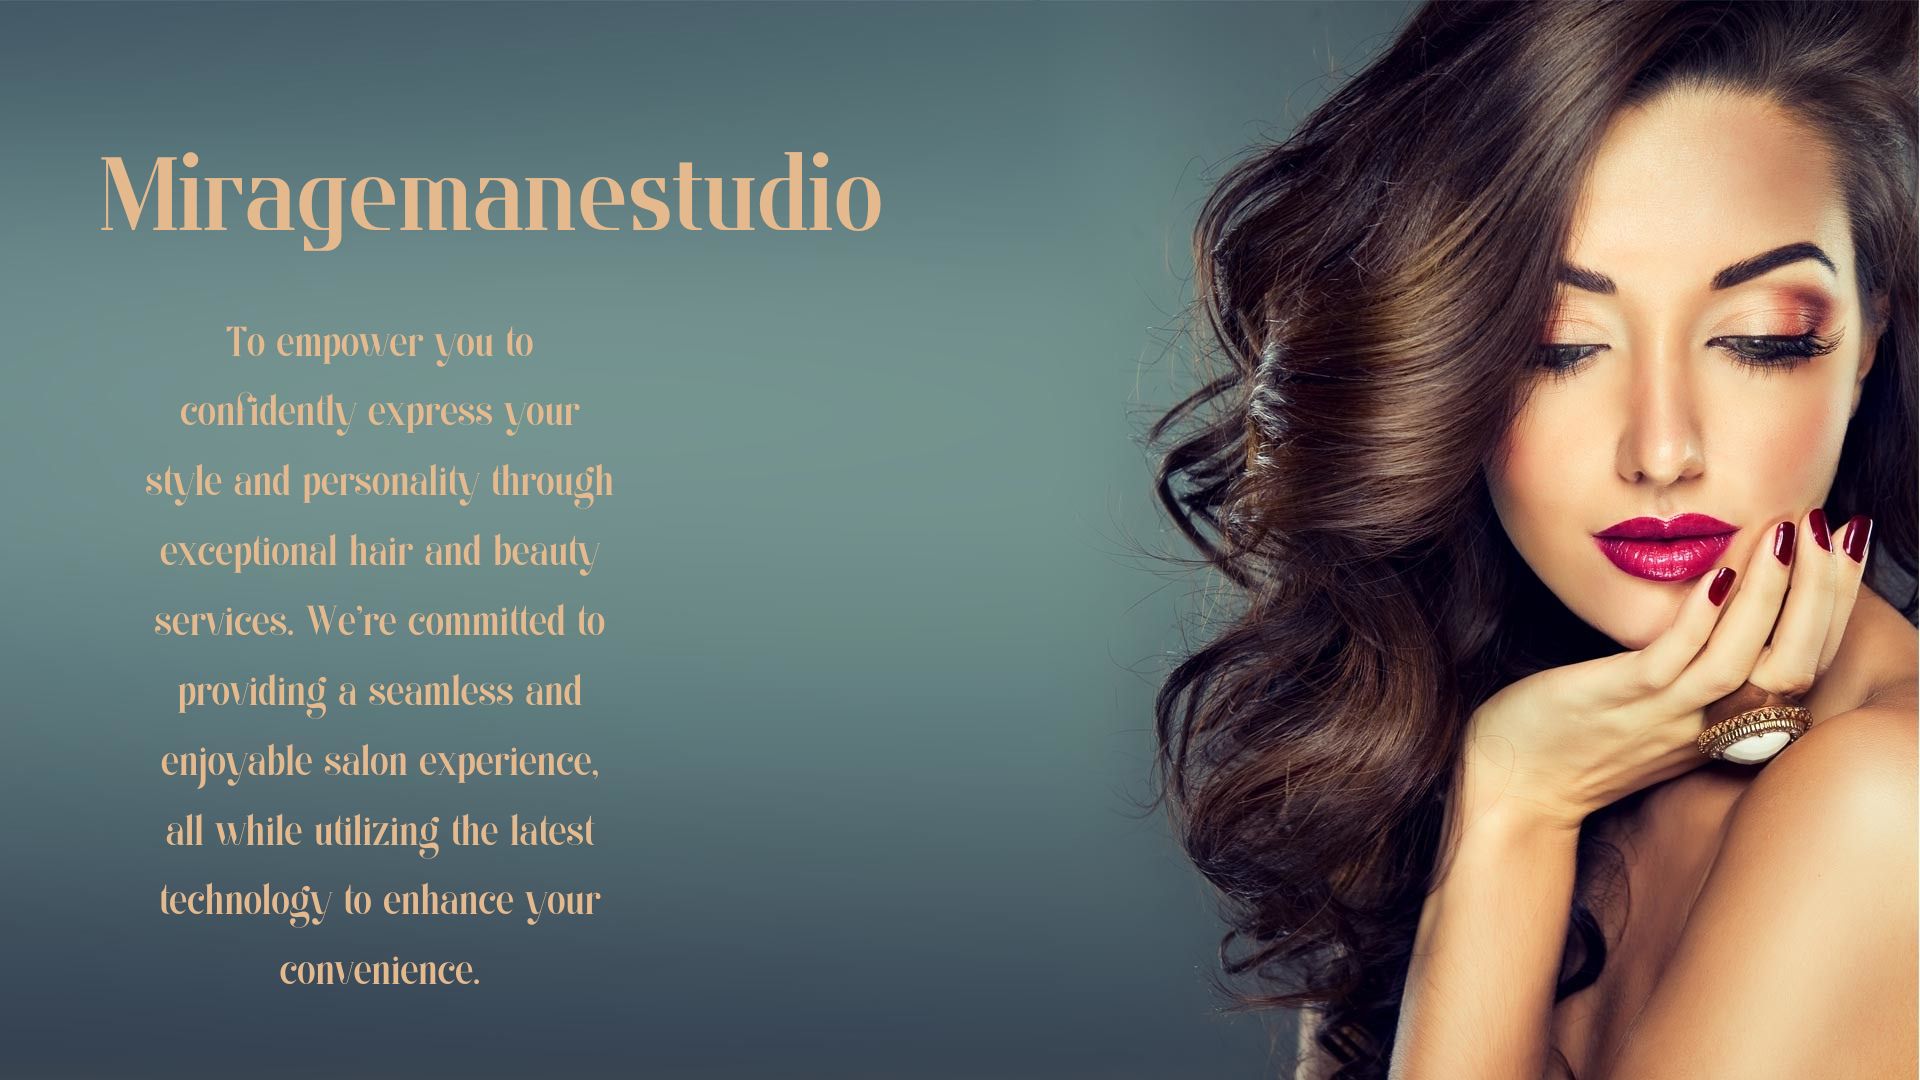 Miragemanestudio
To empower you to
confidently express your
style and personality through
exceptional hair and beauty
services. We’re committed to
providing a seamless and
enjoyable salon experience,
all while utilizing the latest
technology to enhance your
convenience.